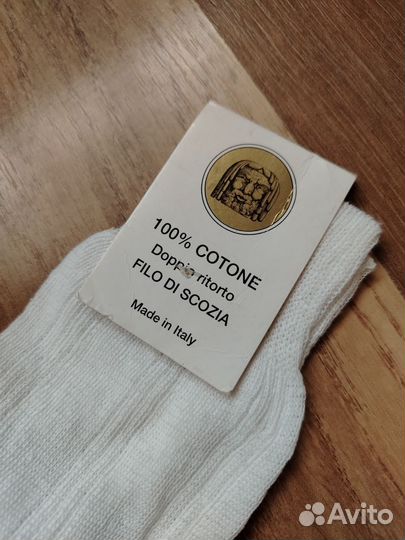 100% COTONE
Doppio ritorto
FILO DI SCOZIA
Made in Italy
Avito